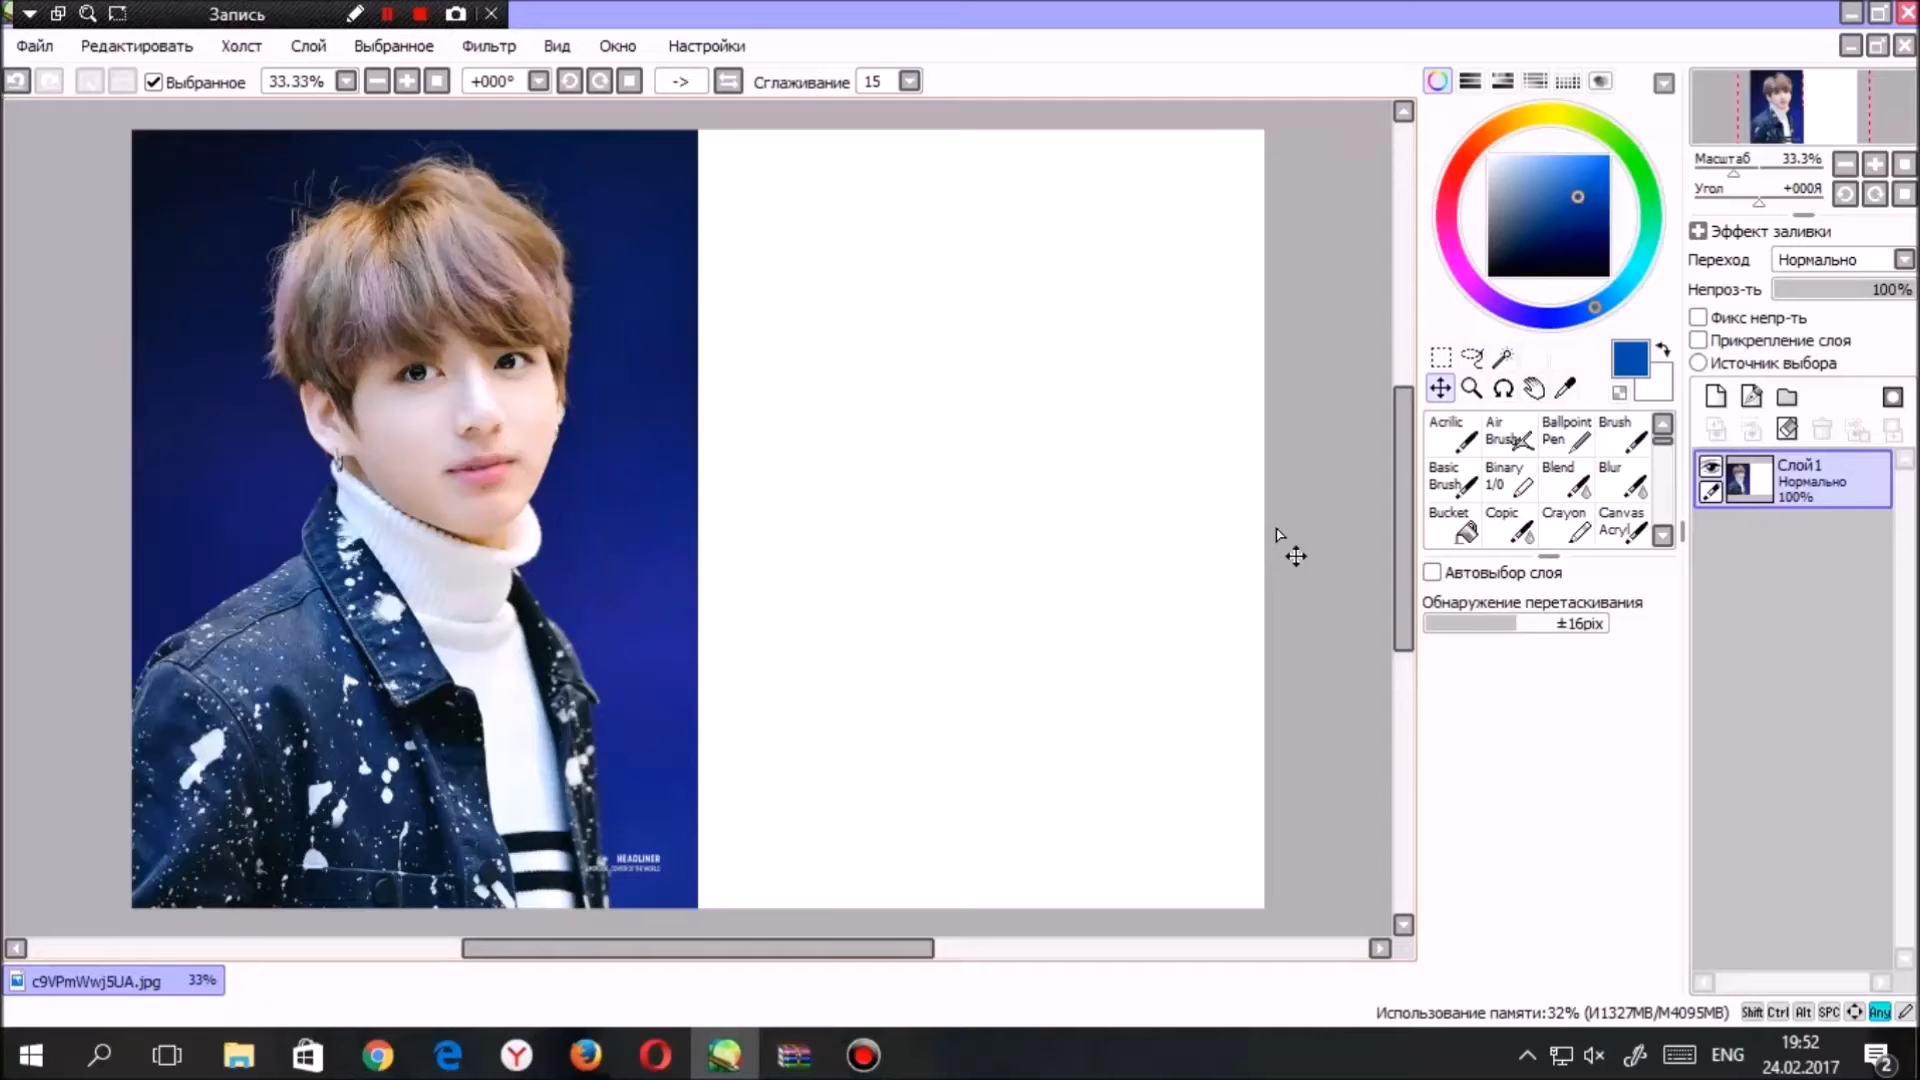 Запись
Файл Редактировать Холст Слой Выбранное Фильтр Вид Окно Настройки
Выбранное 33.33% +000° -> Сглаживание 15
Масштаб 33.3%
Угол +000Я
Эффект заливки
Переход Нормально
Непроз-ть 100%
Фикс непр-ть
Прикрепление слоя
Источник выбора
Acrilic Air Brush Ballpoint Pen Brush
Basic Brush Binary 1/0 Blend Blur
Bucket Copic Crayon Canvas Acryl
Автовыбор слоя
Обнаружение перетаскивания
±16pix
Слой1
Нормально
100%
HEADLINER
c9VPmWwj5UA.jpg 33%
Использование памяти:32% (И1327MB/M4095MB) Shift Ctrl Alt SPC Any
ENG
19:52
24.02.2017
2